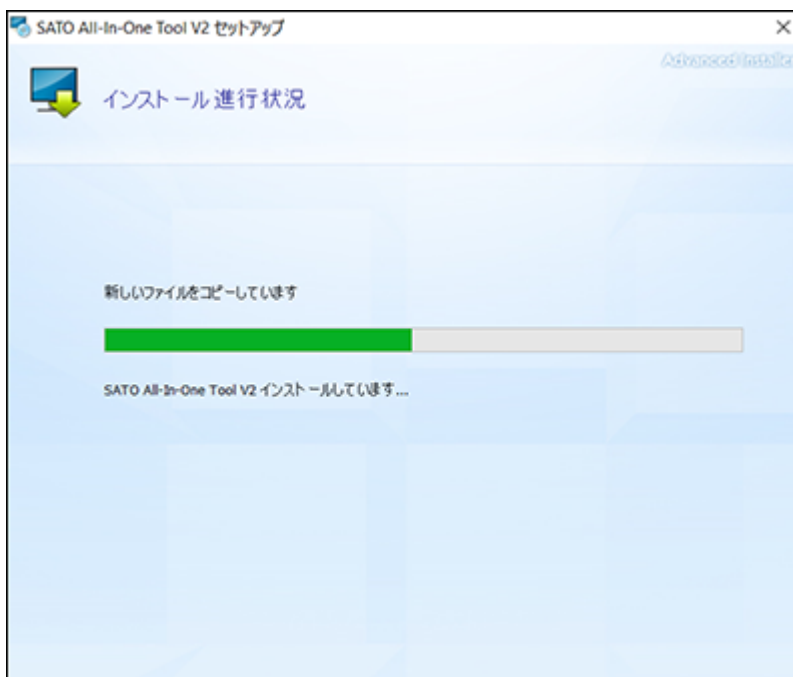 SATO All-In-One Tool V2 セットアップ
Advanced Installer
インストール進行状況
新しいファイルをコピーしています
SATO All-In-One Tool V2 インストールしています...